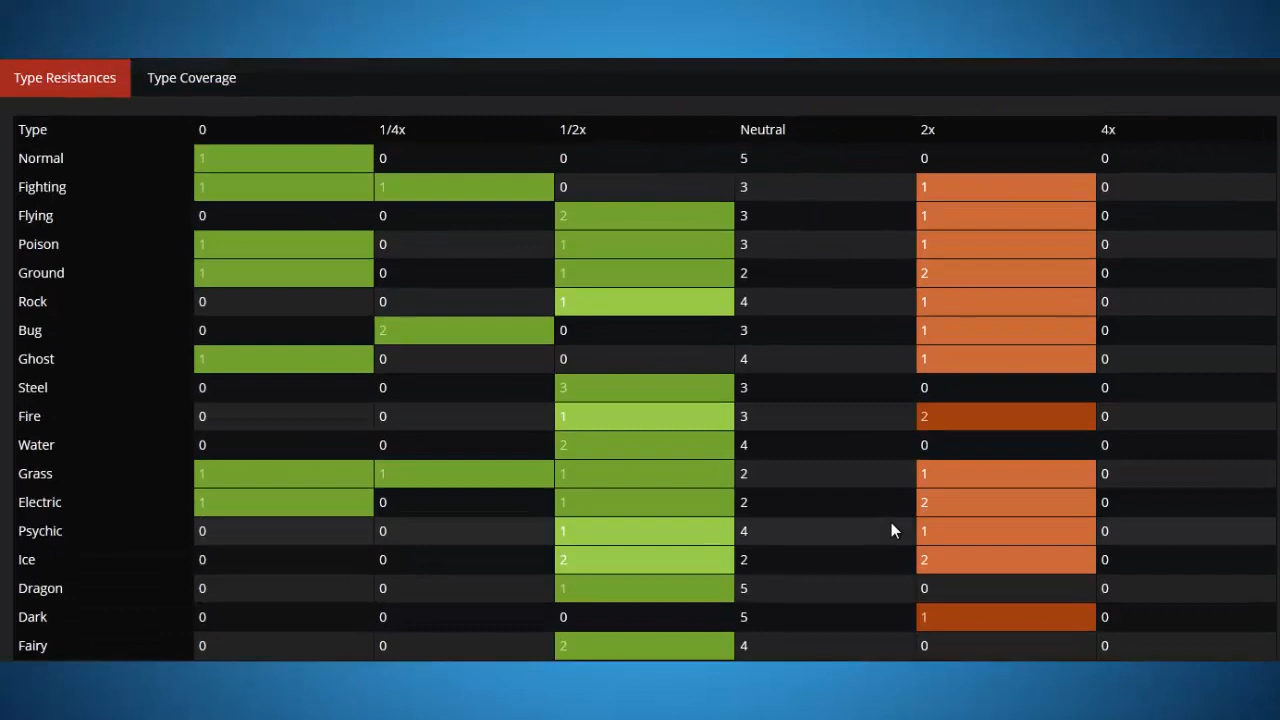 Type Resistances Type Coverage
Type 0 1/4x 1/2x Neutral 2x 4x
Normal 1 0 0 5 0 0
Fighting 1 1 0 3 1 0
Flying 0 0 2 3 1 0
Poison 1 0 1 3 1 0
Ground 1 0 1 2 2 0
Rock 0 0 1 4 1 0
Bug 0 2 0 3 1 0
Ghost 1 0 0 4 1 0
Steel 0 0 3 3 0 0
Fire 0 0 1 3 2 0
Water 0 0 2 4 0 0
Grass 1 1 1 2 1 0
Electric 1 0 1 2 2 0
Psychic 0 0 1 4 1 0
Ice 0 0 2 2 2 0
Dragon 0 0 1 5 0 0
Dark 0 0 0 5 1 0
Fairy 0 0 2 4 0 0